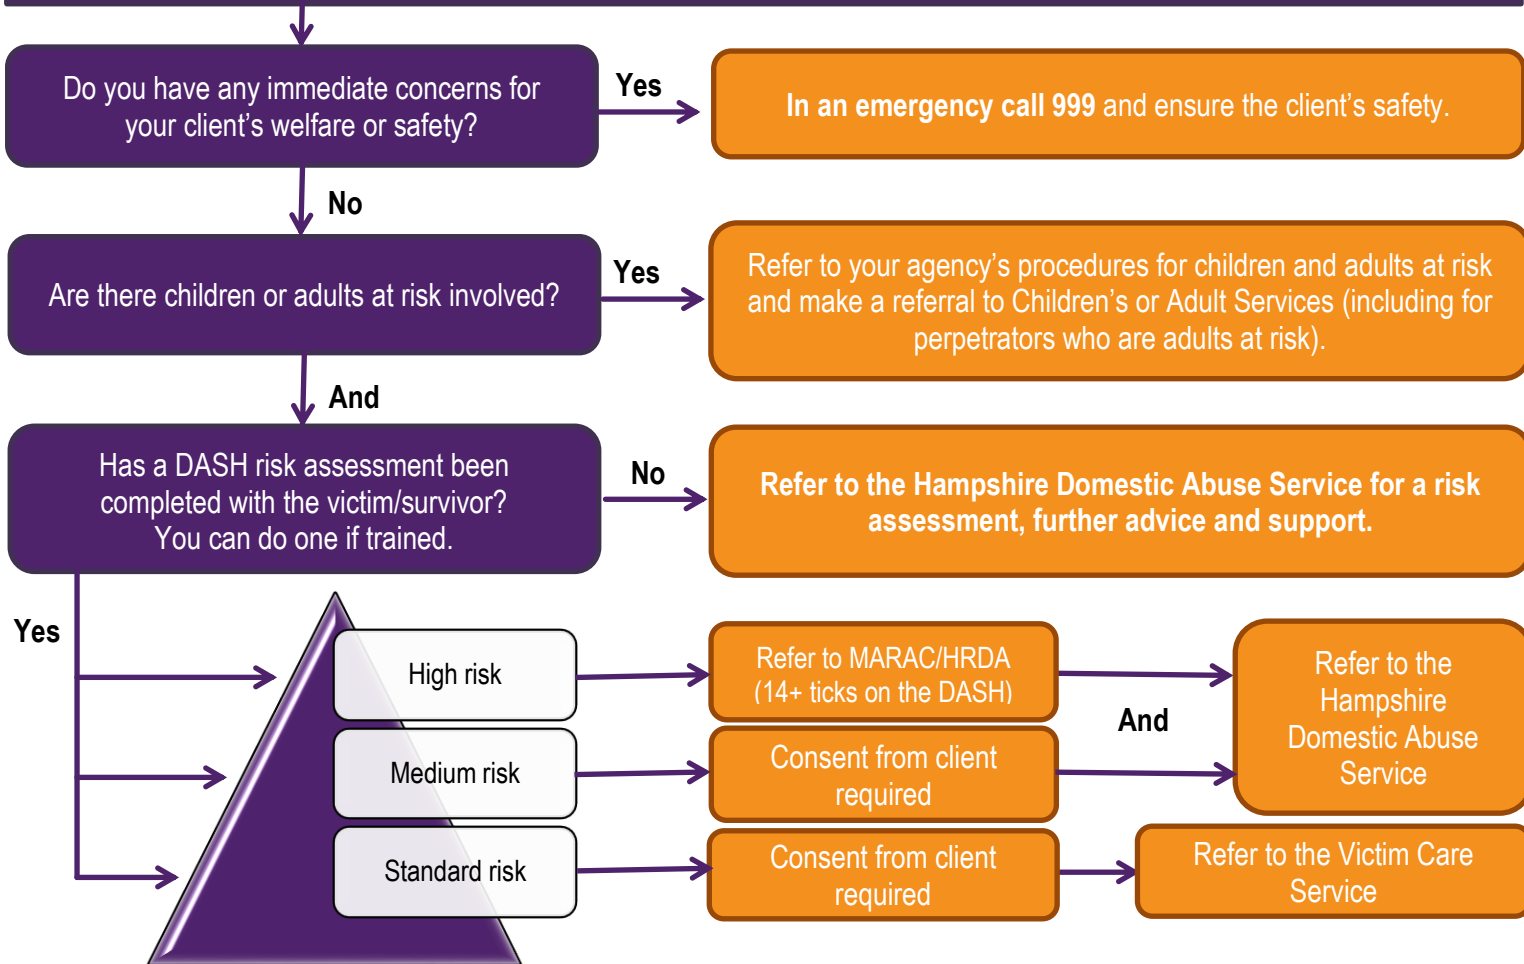 Do you have any immediate concerns for
your client's welfare or safety?
Yes
In an emergency call 999 and ensure the client's safety.
No
Are there children or adults at risk involved?
Yes
Refer to your agency's procedures for children and adults at risk
and make a referral to Children's or Adult Services (including for
perpetrators who are adults at risk).
And
Has a DASH risk assessment been
completed with the victim/survivor?
You can do one if trained.
No
Refer to the Hampshire Domestic Abuse Service for a risk
assessment, further advice and support.
Yes
High risk
Refer to MARAC/HRDA
(14+ ticks on the DASH)
And
Refer to the
Hampshire
Domestic Abuse
Service
Medium risk
Consent from client
required
Standard risk
Consent from client
required
Refer to the Victim Care
Service